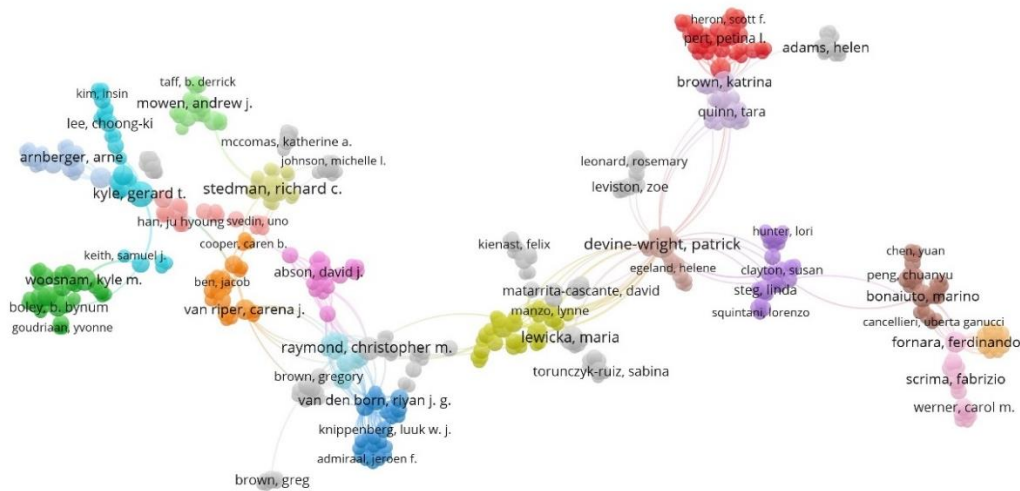 heron, scott f.
pert, petina l.
adams, helen
kim, insin
taff, b. derrick
brown, katrina
mowen, andrew j.
quinn, tara
lee, choong-ki
mccomas, katherine a.
arnberger, arne
johnson, michelle l.
leonard, rosemary
stedman, richard c.
leviston, zoe
kyle, gerard t.
han, ju hyoung
svedin, uno
hunter, lori
kienast, felix
devine-wright, patrick
cooper, caren b.
chen, yuan
keith, samuel j.
egeland, helene
clayton, susan
abson, david j.
peng, chuanyu
woosnam, kyle m.
steg, linda
ben, jacob
matarrita-cascante, david
bonaiuto, marino
boley, b. bynum
manzo, lynne
squintani, lorenzo
van riper, carena j.
cancellieri, uberta ganucci
goudriaan, yvonne
lewicka, maria
fornara, ferdinando
raymond, christopher m.
torunczyk-ruiz, sabina
brown, gregory
scrima, fabrizio
van den born, riyan j. g.
werner, carol m.
knippenberg, luuk w. j.
admiraal, jeroen f.
brown, greg